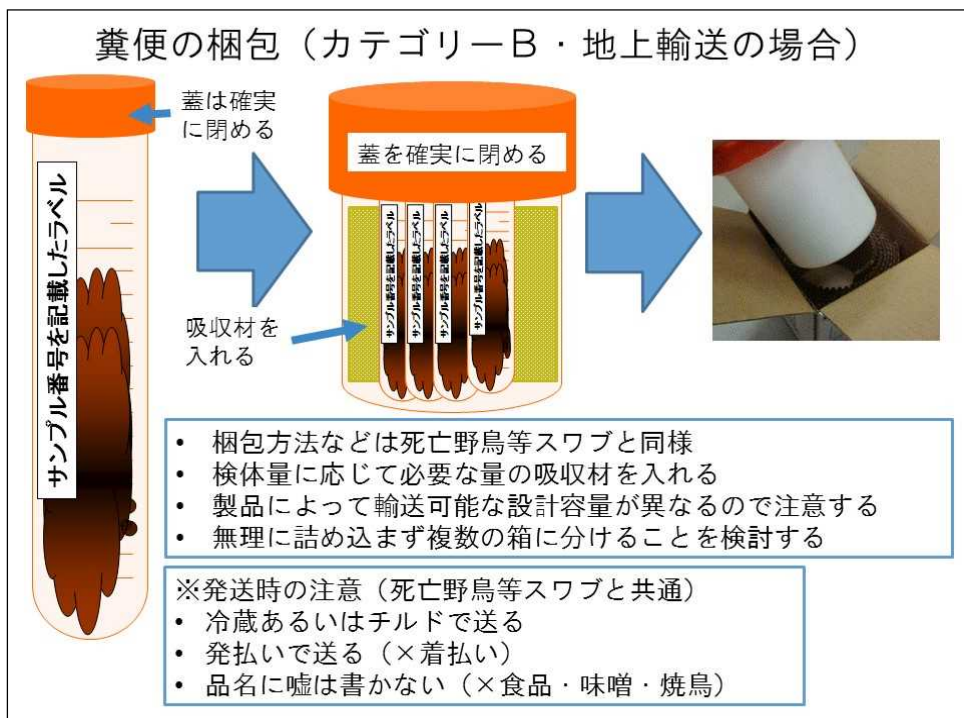 糞便の梱包（カテゴリーＢ・地上輸送の場合）
蓋は確実
に閉める
サンプル番号を記載したラベル
蓋を確実に閉める
サンプル番号を記載したラベル
サンプル番号を記載したラベル
サンプル番号を記載したラベル
サンプル番号を記載したラベル
吸収材を
入れる
• 梱包方法などは死亡野鳥等スワブと同様
• 検体量に応じて必要な量の吸収材を入れる
• 製品によって輸送可能な設計容量が異なるので注意する
• 無理に詰め込まず複数の箱に分けることを検討する
※発送時の注意（死亡野鳥等スワブと共通）
• 冷蔵あるいはチルドで送る
• 発払いで送る（×着払い）
• 品名に嘘は書かない（×食品・味噌・焼鳥）